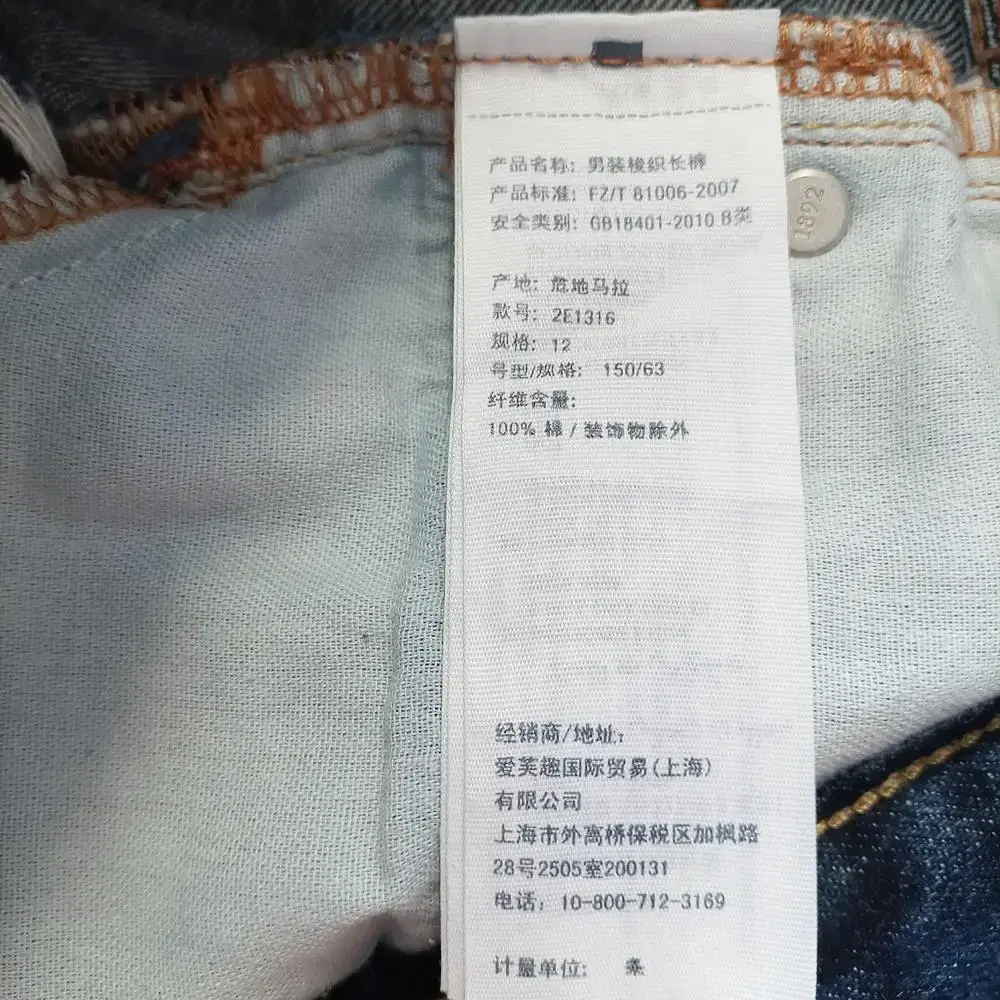 产品名称: 男装梭织长裤
产品标准: FZ/T 81006-2007
安全类别: GB18401-2010 B类
1892
产地: 危地马拉
款号: 2E1316
规格: 12
号型/规格: 150/63
纤维含量:
100% 棉 / 装饰物除外
经销商/地址:
爱芙趣国际贸易(上海)
有限公司
上海市外高桥保税区加枫路
28号2505室200131
电话: 10-800-712-3169
计量单位: 条